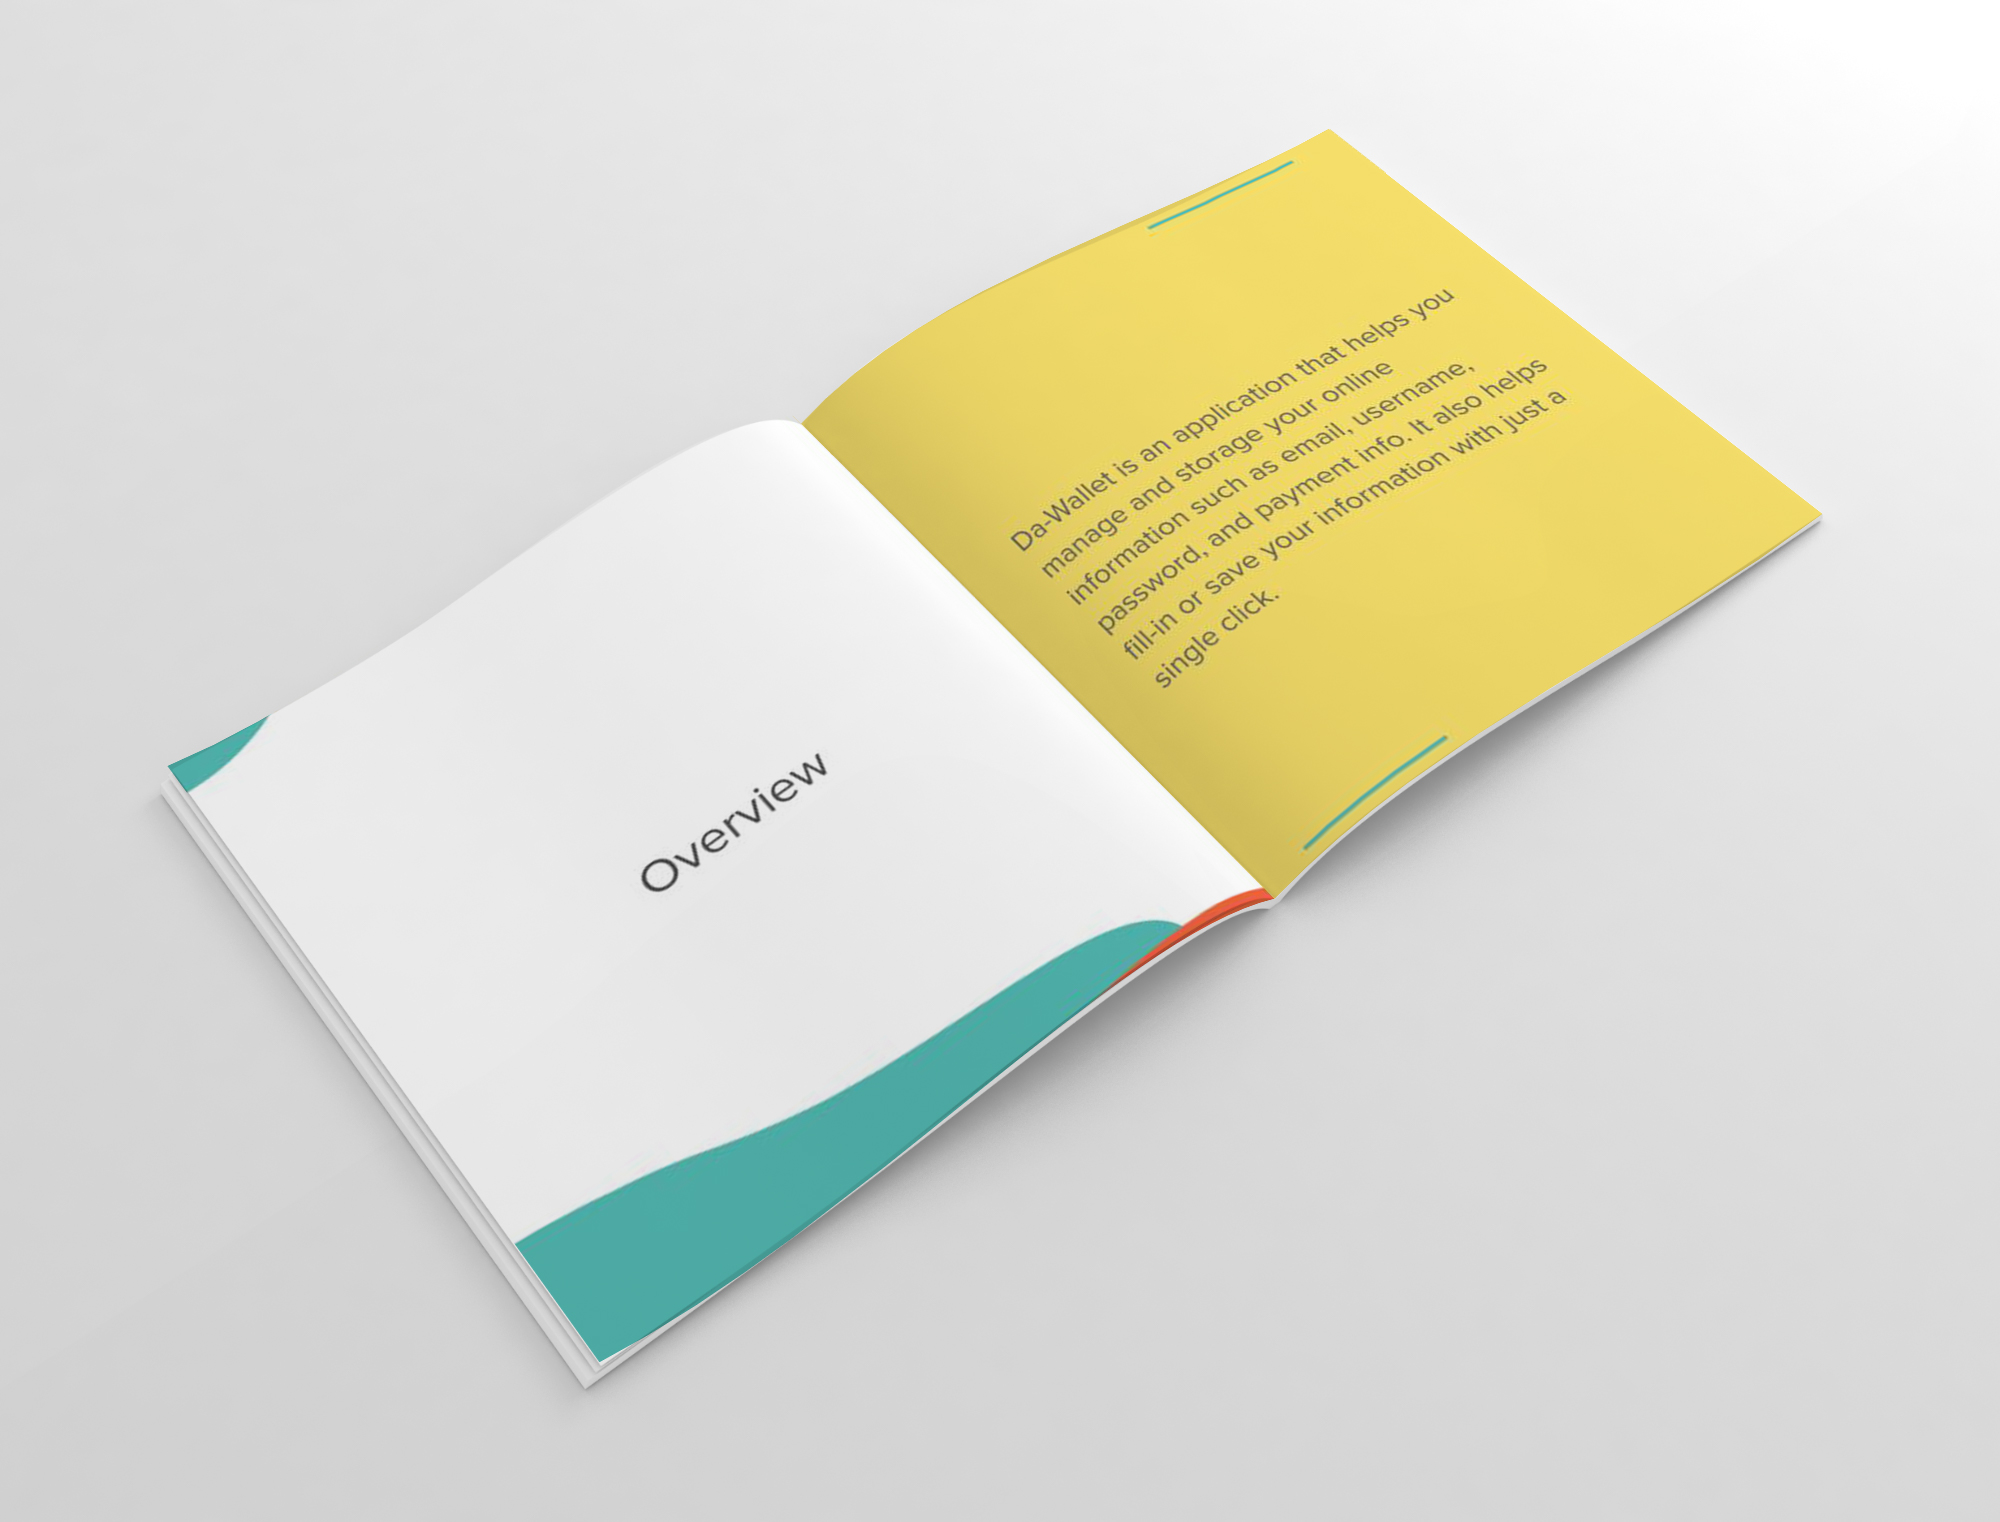 Overview
Da-Wallet is an application that helps you
manage and storage your online
information such as email, username,
password, and payment info. It also helps
fill-in or save your information with just a
single click.